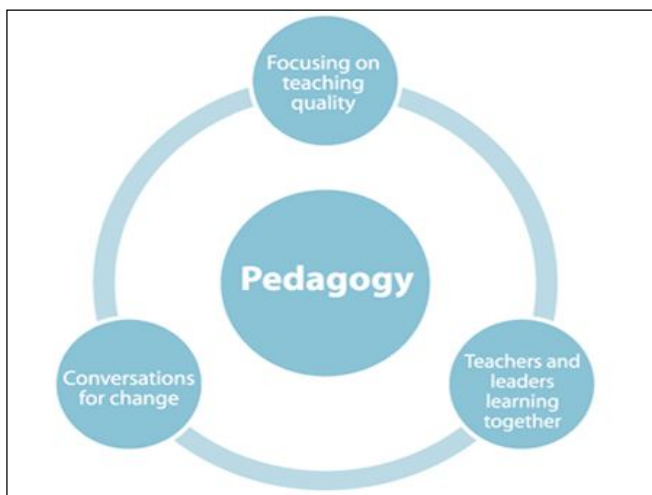 Focusing on
teaching
quality
Pedagogy
Conversations
for change
Teachers and
leaders
learning
together